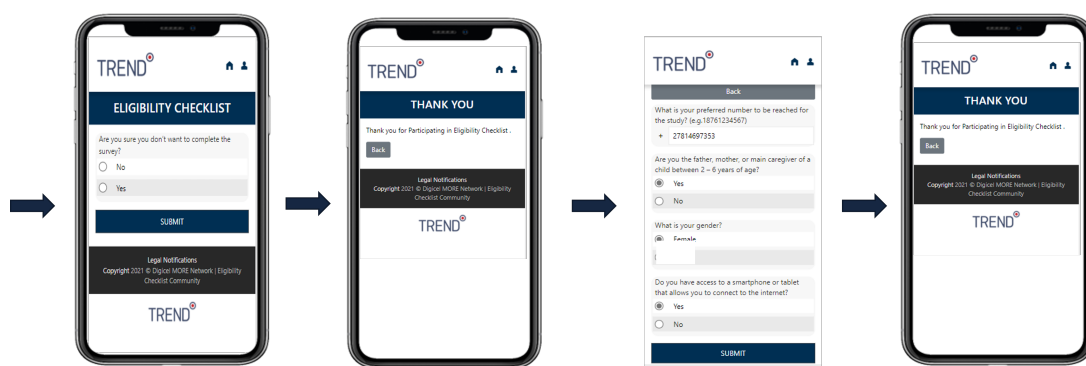 TREND
ELIGIBILITY CHECKLIST
Are you sure you don't want to complete the
survey?
No
Yes
SUBMIT
Legal Notifications
Copyright 2021 © Digicel MORE Network | Eligibility
Checklist Community
TREND
TREND
THANK YOU
Thank you for Participating in Eligibility Checklist .
Back
Legal Notifications
Copyright 2021 © Digicel MORE Network | Eligibility
Checklist Community
TREND
TREND
Back
What is your preferred number to be reached for
the study? (e.g.18761234567)
+ 27814697353
Are you the father, mother, or main caregiver of a
child between 2 – 6 years of age?
Yes
No
What is your gender?
Female
Do you have access to a smartphone or tablet
that allows you to connect to the internet?
Yes
No
SUBMIT
TREND
THANK YOU
Thank you for Participating in Eligibility Checklist .
Back
Legal Notifications
Copyright 2021 © Digicel MORE Network | Eligibility
Checklist Community
TREND